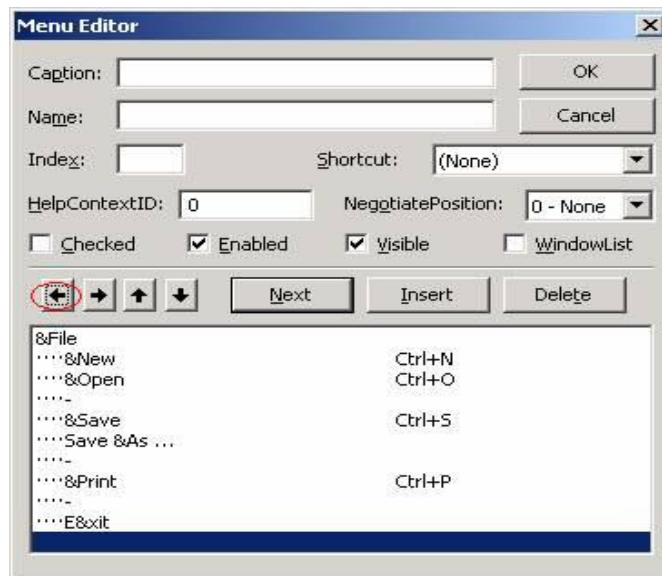 Menu Editor
Caption:
OK
Name:
Cancel
Index:
Shortcut: (None)
HelpContextID: 0
NegotiatePosition: 0 - None
Checked
Enabled
Visible
WindowList
Next
Insert
Delete
&File
····&New Ctrl+N
····&Open Ctrl+O
····-
····&Save Ctrl+S
····Save &As ...
····-
····&Print Ctrl+P
····-
····E&xit